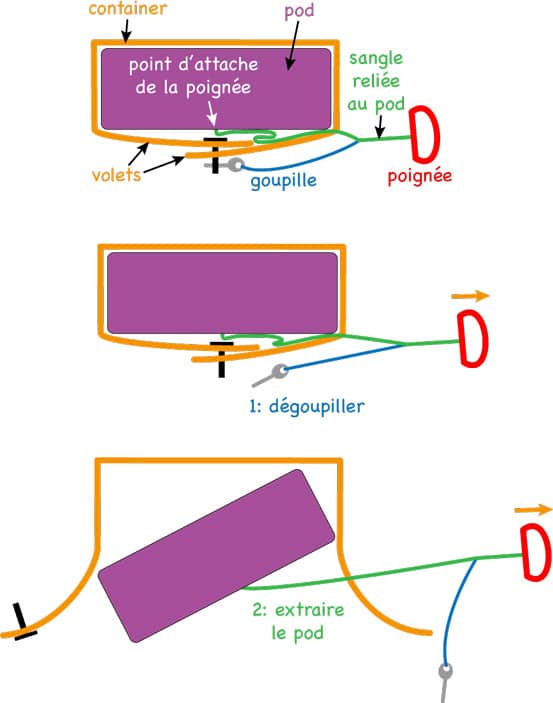 container
pod
point d'attache
de la poignée
sangle
reliée
au pod
volets
goupille
poignée
1: dégoupiller
2: extraire
le pod